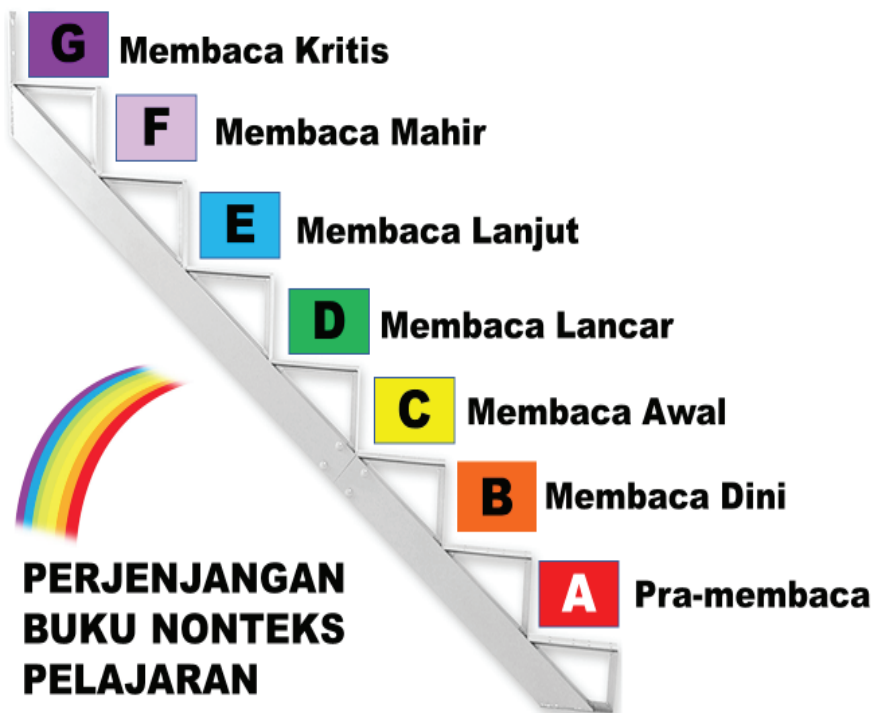 G Membaca Kritis
F Membaca Mahir
E Membaca Lanjut
D Membaca Lancar
C Membaca Awal
B Membaca Dini
A Pra-membaca
PERJENJANGAN
BUKU NONTEKS
PELAJARAN